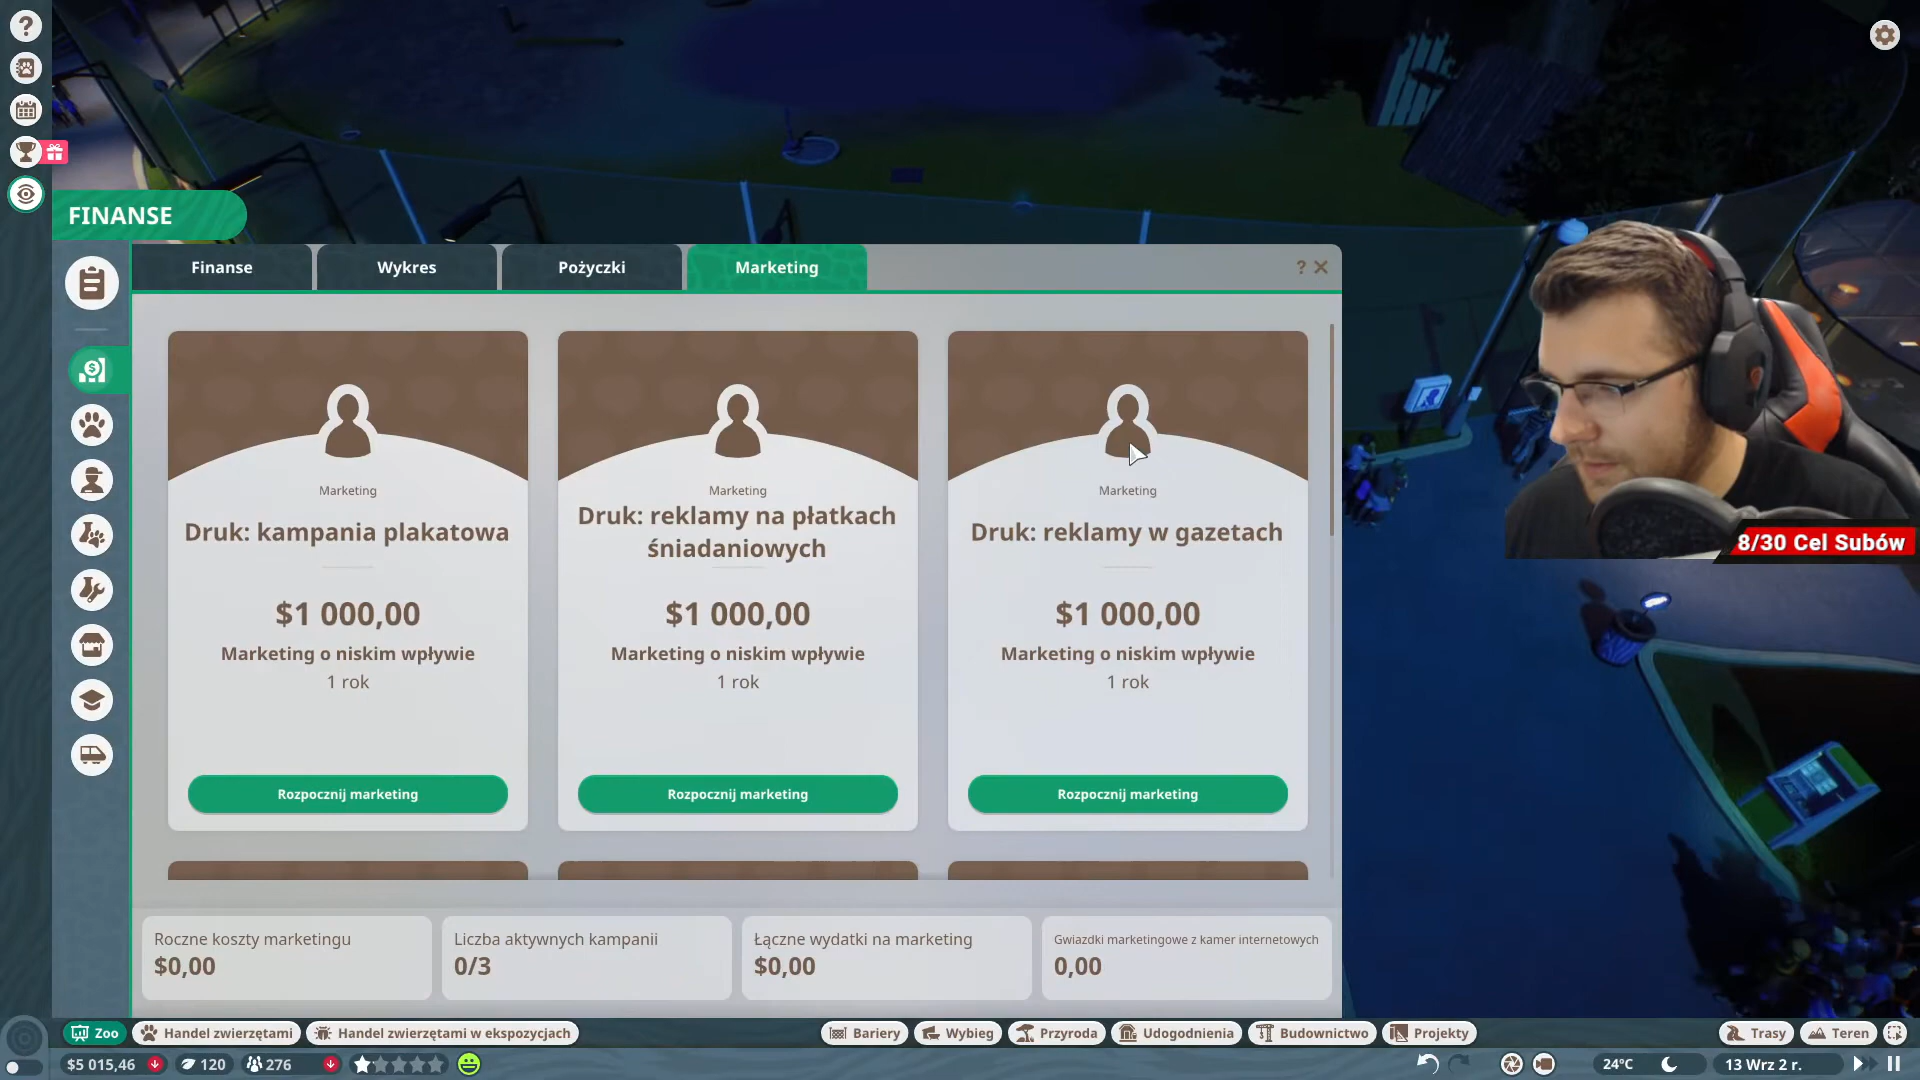 FINANSE
Finanse
Wykres
Pożyczki
Marketing
?
Marketing
Druk: kampania plakatowa
$1 000,00
Marketing o niskim wpływie
1 rok
Rozpocznij marketing
Marketing
Druk: reklamy na płatkach
śniadaniowych
$1 000,00
Marketing o niskim wpływie
1 rok
Rozpocznij marketing
Marketing
Druk: reklamy w gazetach
$1 000,00
Marketing o niskim wpływie
1 rok
Rozpocznij marketing
8/30 Cel Subów
Roczne koszty marketingu
$0,00
Liczba aktywnych kampanii
0/3
Łączne wydatki na marketing
$0,00
Gwiazdki marketingowe z kamer internetowych
0,00
Zoo
Handel zwierzętami
Handel zwierzętami w ekspozycjach
Bariery
Wybieg
Przyroda
Udogodnienia
Budownictwo
Projekty
Trasy
Teren
$5 015,46
120
276
24°C
13 Wrz 2 r.